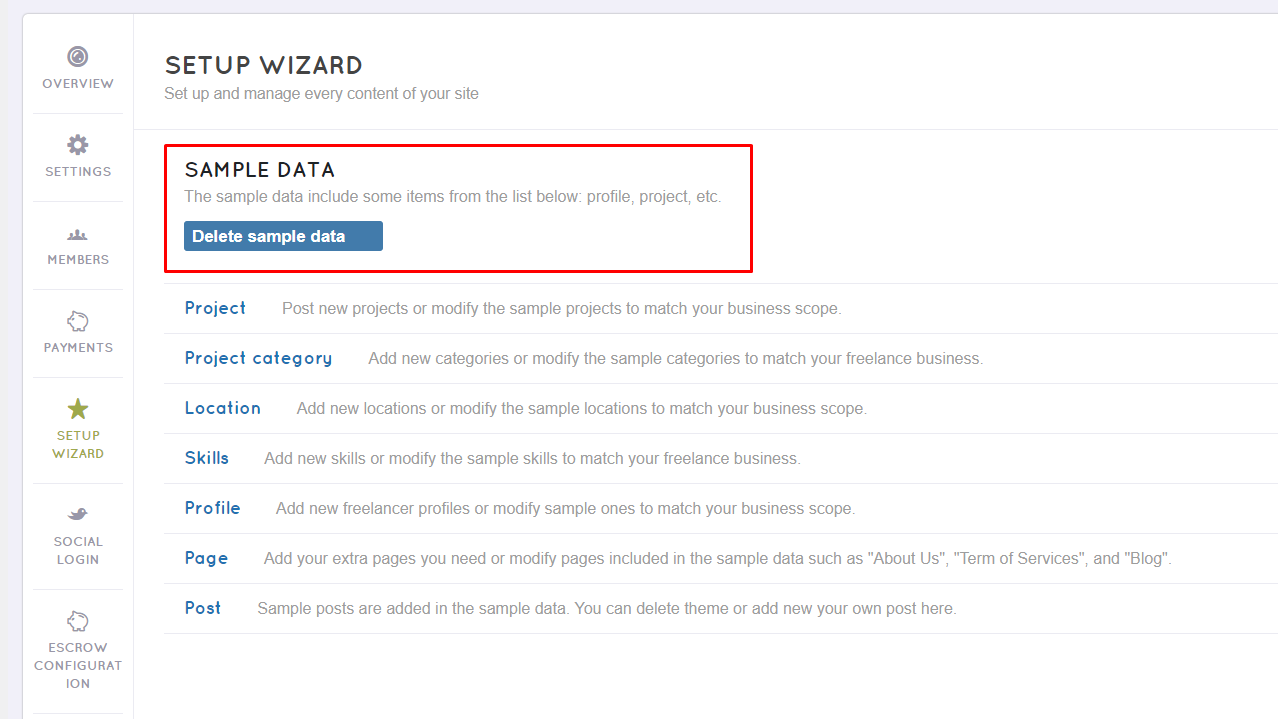 OVERVIEW
SETTINGS
MEMBERS
PAYMENTS
SETUP
WIZARD
SOCIAL
LOGIN
ESCROW
CONFIGURAT
ION
SETUP WIZARD
Set up and manage every content of your site
SAMPLE DATA
The sample data include some items from the list below: profile, project, etc.
Delete sample data
Project Post new projects or modify the sample projects to match your business scope.
Project category Add new categories or modify the sample categories to match your freelance business.
Location Add new locations or modify the sample locations to match your business scope.
Skills Add new skills or modify the sample skills to match your freelance business.
Profile Add new freelancer profiles or modify sample ones to match your business scope.
Page Add your extra pages you need or modify pages included in the sample data such as "About Us", "Term of Services", and "Blog".
Post Sample posts are added in the sample data. You can delete theme or add new your own post here.